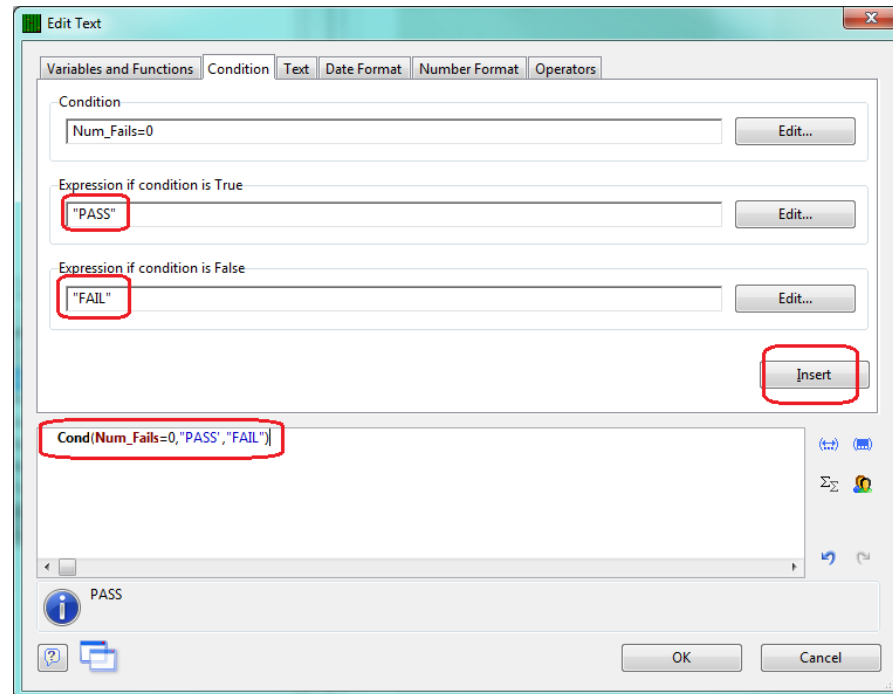 Edit Text
Variables and Functions Condition Text Date Format Number Format Operators
Condition
Num_Fails=0 Edit...
Expression if condition is True
"PASS" Edit...
Expression if condition is False
"FAIL" Edit...
Insert
Cond(Num_Fails=0,"PASS',"FAIL")
PASS
OK Cancel